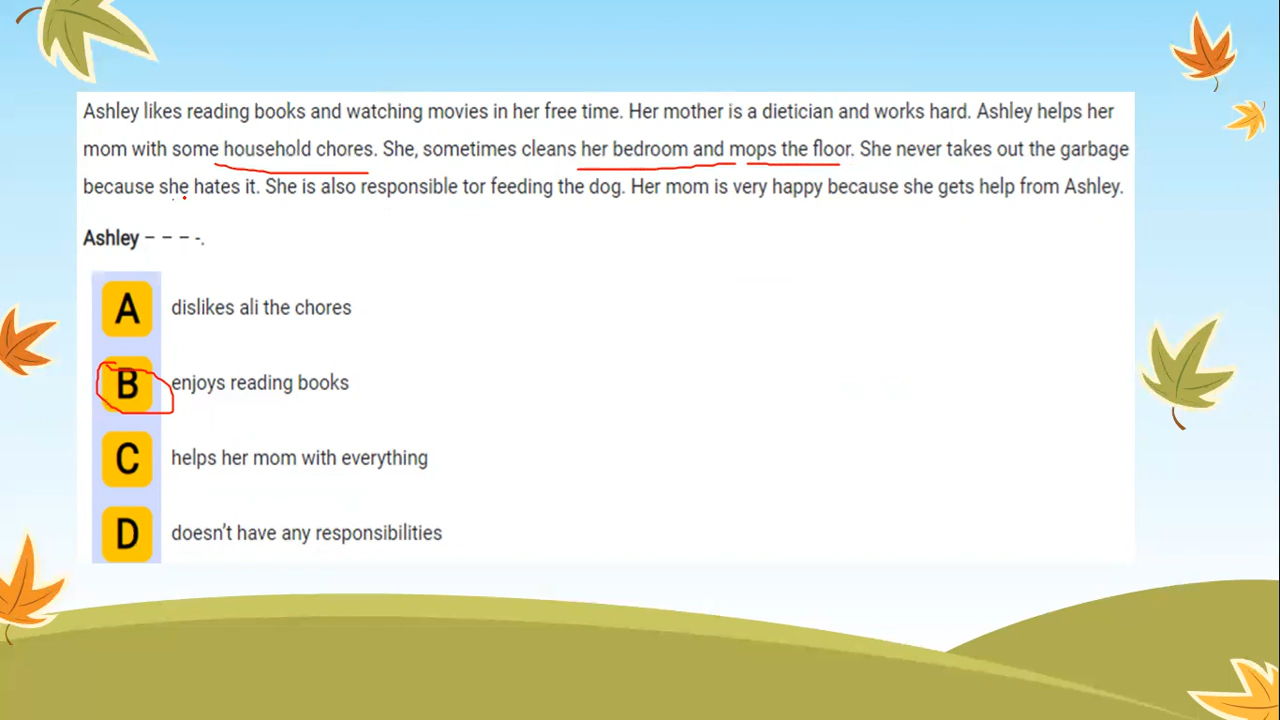 Ashley likes reading books and watching movies in her free time. Her mother is a dietician and works hard. Ashley helps her
mom with some household chores. She, sometimes cleans her bedroom and mops the floor. She never takes out the garbage
because she hates it. She is also responsible tor feeding the dog. Her mom is very happy because she gets help from Ashley.
Ashley – – – -.
A dislikes ali the chores
B enjoys reading books
C helps her mom with everything
D doesn't have any responsibilities